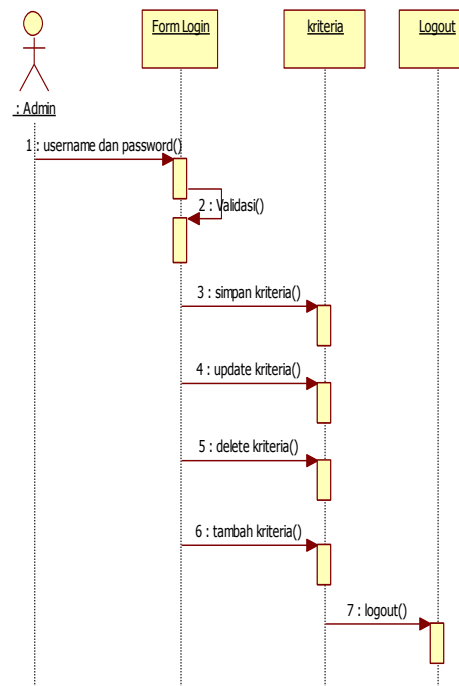 Form Login
kriteria
Logout
: Admin
1 : username dan password()
2 : Validasi()
3 : simpan kriteria()
4 : update kriteria()
5 : delete kriteria()
6 : tambah kriteria()
7 : logout()